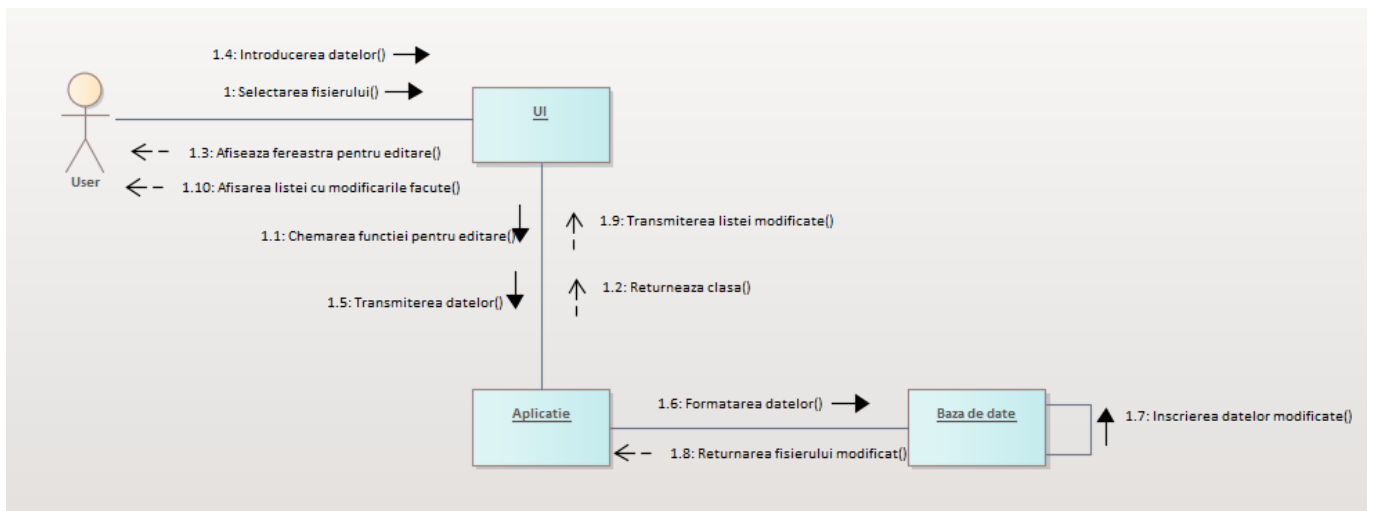 1.4: Introducerea datelor()
1: Selectarea fisierului()
UI
1.3: Afiseaza fereastra pentru editare()
User
1.10: Afisarea listei cu modificarile facute()
1.9: Transmiterea listei modificate()
1.1: Chemarea functiei pentru editare()
1.2: Returneaza clasa()
1.5: Transmiterea datelor()
Aplicatie
1.6: Formatarea datelor()
Baza de date
1.7: Inscrierea datelor modificate()
1.8: Returnarea fisierului modificat()